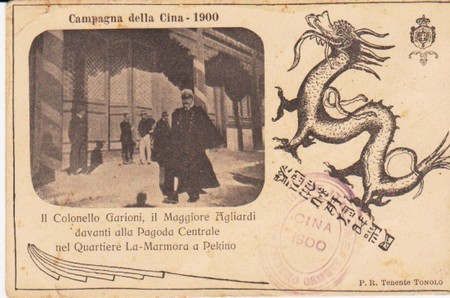 Campagna della Cina - 1900
Il Colonello Garioni, il Maggiore Agliardi
davanti alla Pagoda Centrale
nel Quartiere La-Marmora a Pekino
CINA
1900
P. R. Tenente TONOLO